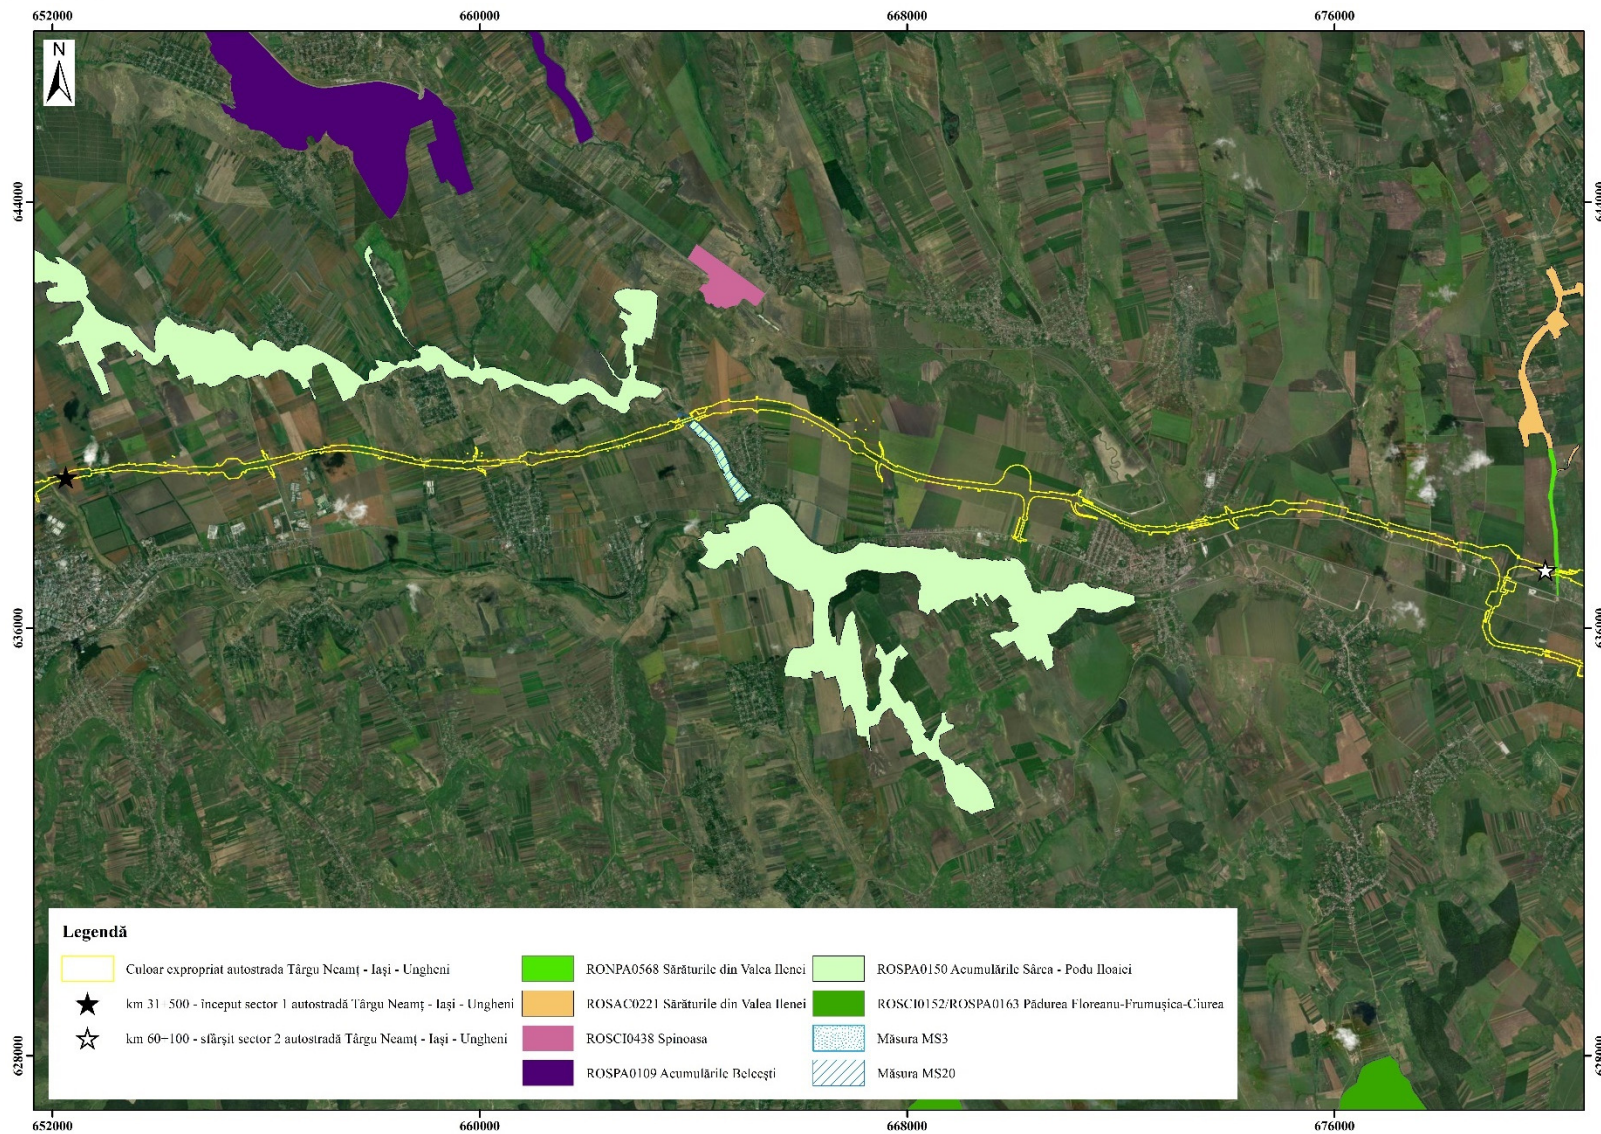 652000 660000 668000 676000
N
644000 644000
636000 636000
Legendă
Culoar expropriat autostrada Târgu Neamț - Iași - Ungheni
km 31+500 - început sector 1 autostradă Târgu Neamț - Iași - Ungheni
km 60+100 - sfârșit sector 2 autostradă Târgu Neamț - Iași - Ungheni
RONPA0568 Sărăturile din Valea Ilenei
ROSAC0221 Sărăturile din Valea Ilenei
ROSCI0438 Spinoasa
ROSPA0109 Acumulările Belcești
ROSPA0150 Acumulările Sârca - Podu Iloaiei
ROSCI0152/ROSPA0163 Pădurea Floreanu-Frumușica-Ciurea
Măsura MS3
Măsura MS20
628000 628000
652000 660000 668000 676000